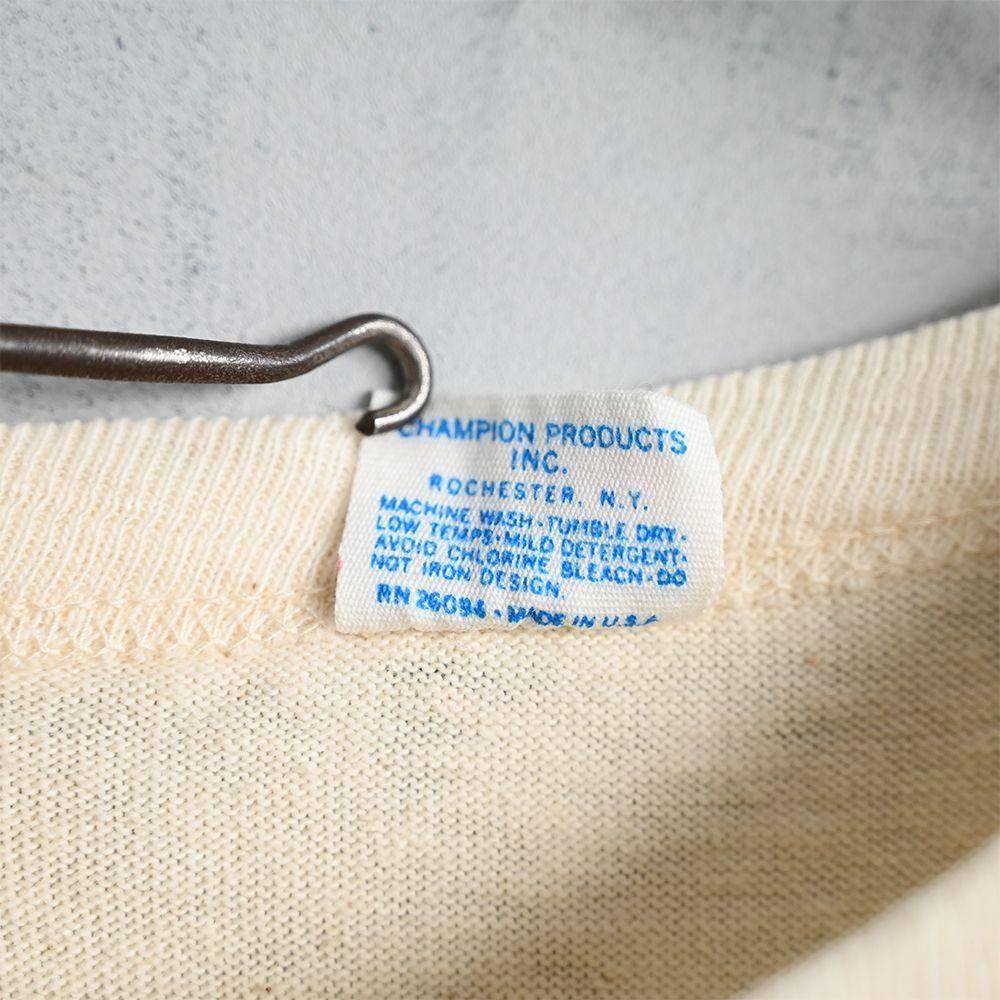 CHAMPION PRODUCTS
INC.
ROCHESTER, N.Y.
MACHINE WASH-TUMBLE DRY-
LOW TEMPS-MILD DETERGENT-
AVOID CHLORINE BLEACH-DO
NOT IRON DESIGN.
RN 26094 - MADE IN U.S.A.